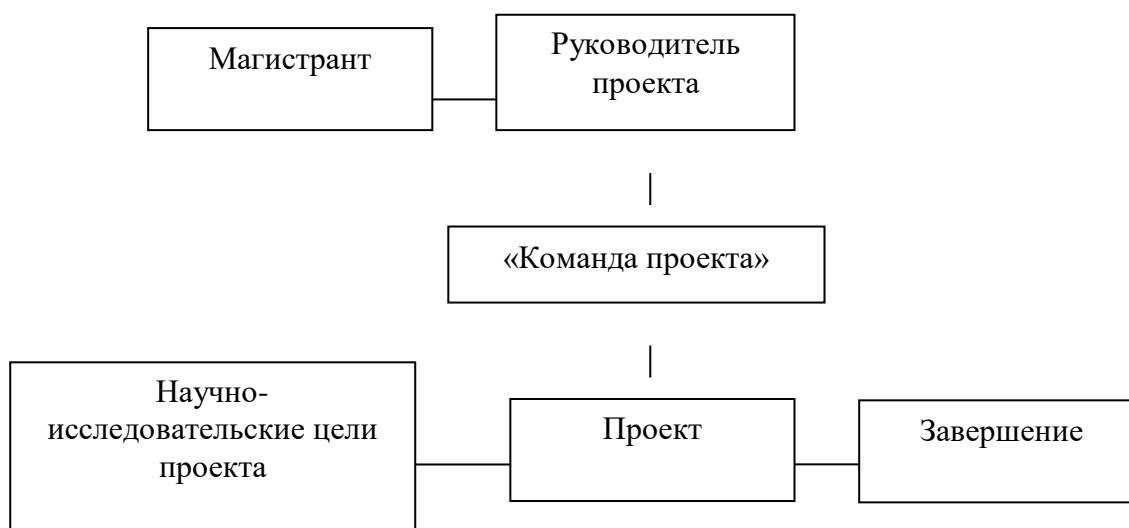 Магистрант
Руководитель
проекта
«Команда проекта»
Научно-
исследовательские цели
проекта
Проект
Завершение